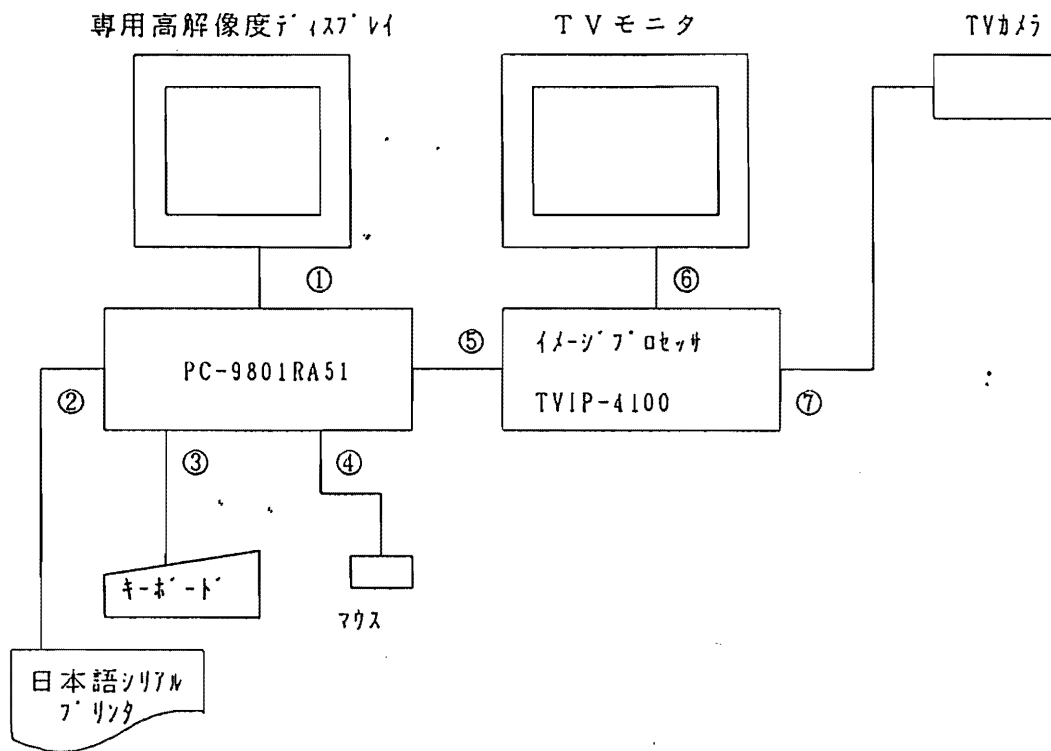 専用高解像度ﾃﾞｨｽﾌﾟﾚｲ
ＴＶモニタ
TVｶﾒﾗ
①
⑥
PC-9801RA51
⑤
ｲﾒｰｼﾞﾌﾟﾛｾｯｻ
TVIP-4100
②
⑦
③
④
ｷｰﾎﾞｰﾄﾞ
ﾏｳｽ
日本語ｼﾘｱﾙ
ﾌﾟﾘﾝﾀ